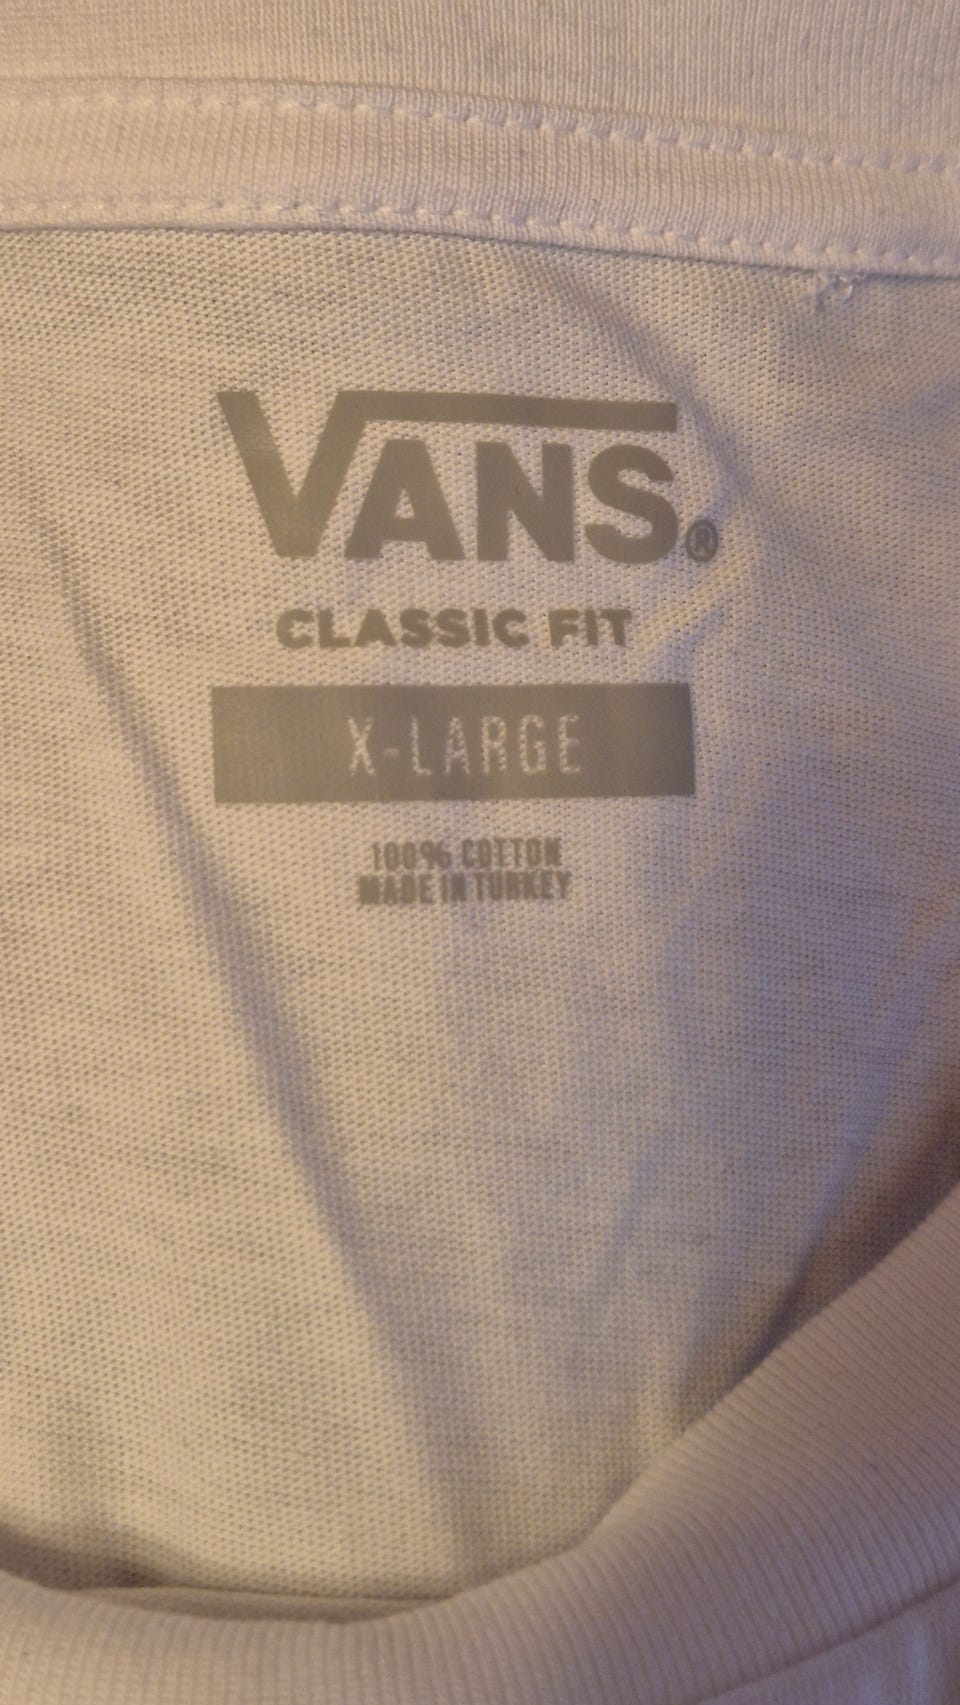 VANS®
CLASSIC FIT
X-LARGE
100% COTTON
MADE IN TURKEY